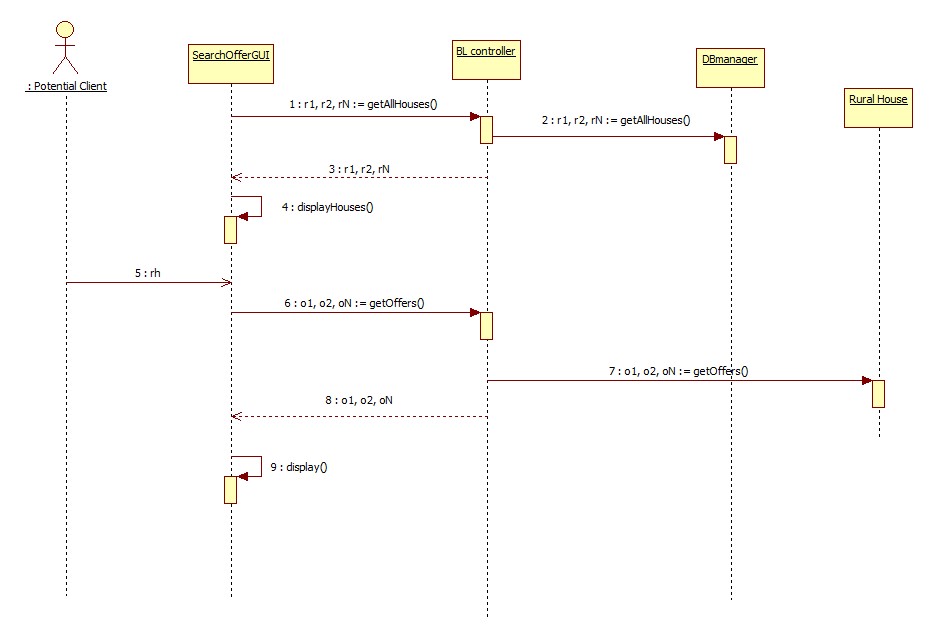 : Potential Client
SearchOfferGUI
BL controller
DBmanager
Rural House
1 : r1, r2, rN := getAllHouses()
2 : r1, r2, rN := getAllHouses()
3 : r1, r2, rN
4 : displayHouses()
5 : rh
6 : o1, o2, oN := getOffers()
7 : o1, o2, oN := getOffers()
8 : o1, o2, oN
9 : display()